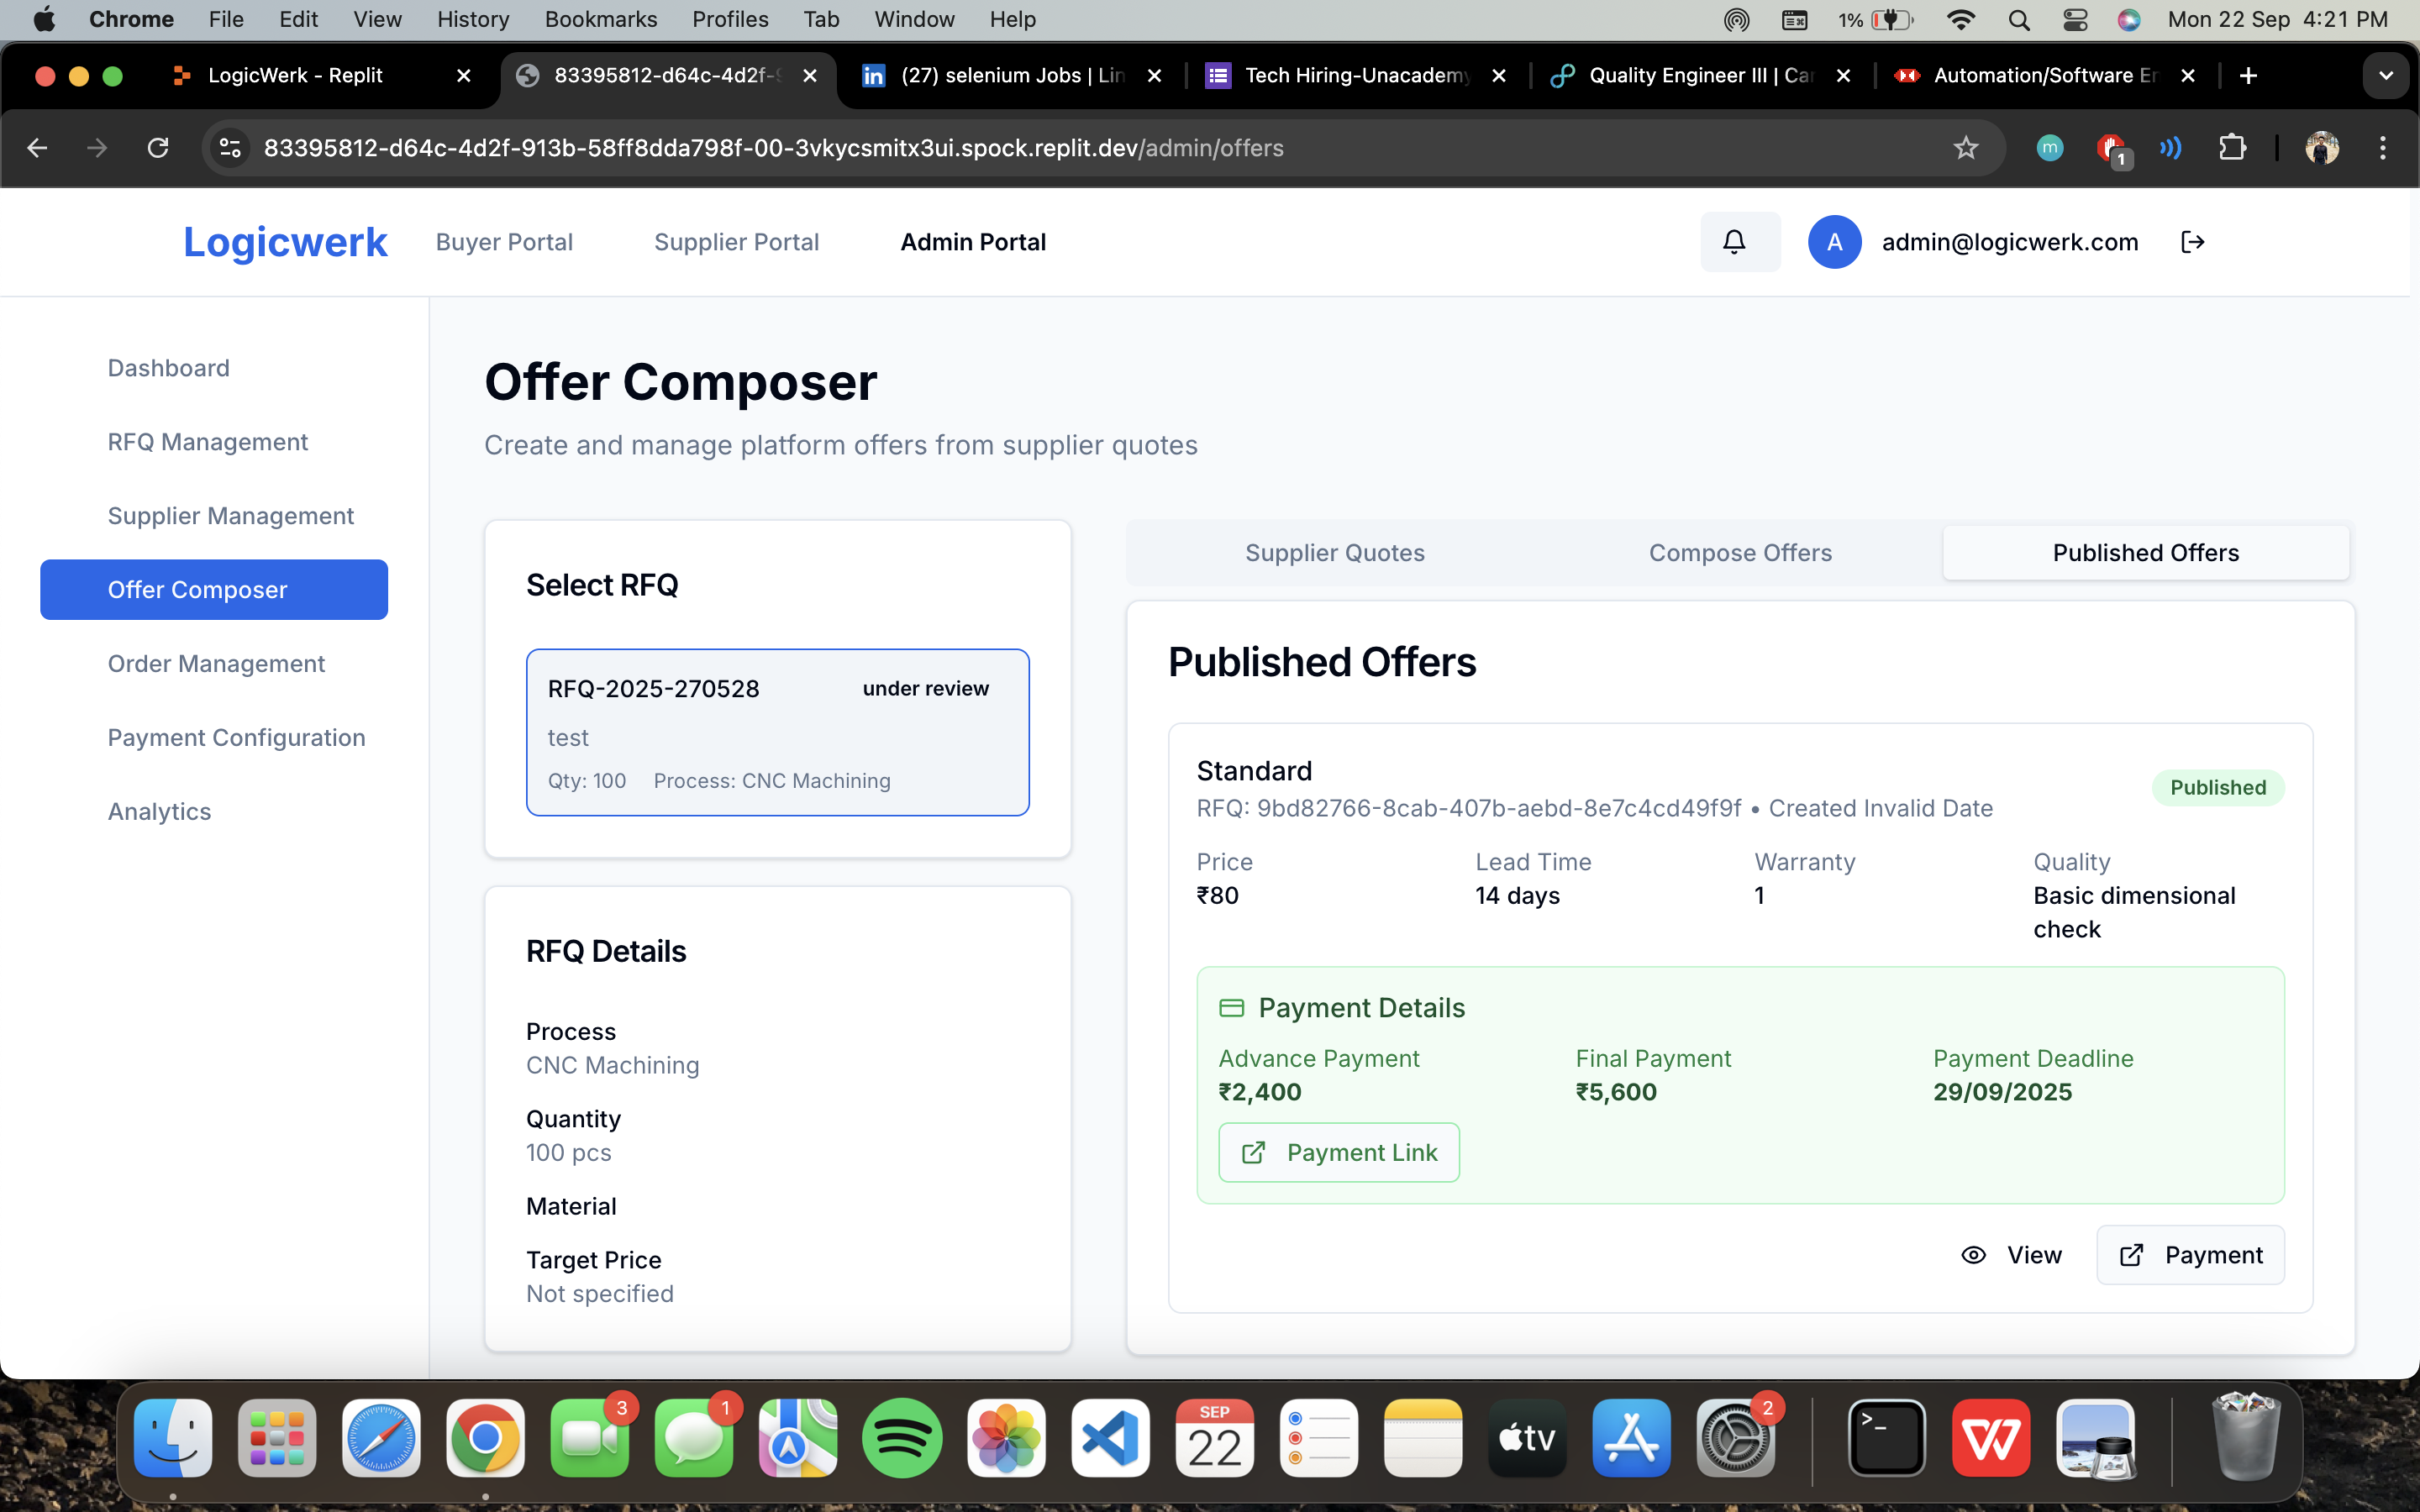 Chrome File Edit View History Bookmarks Profiles Tab Window Help
1% Mon 22 Sep 4:21 PM
LogicWerk - Replit
83395812-d64c-4d2f-9
(27) selenium Jobs | Lin
Tech Hiring-Unacademy
Quality Engineer III | Car
Automation/Software En
83395812-d64c-4d2f-913b-58ff8dda798f-00-3vkycsmitx3ui.spock.replit.dev/admin/offers
m
1
Logicwerk
Buyer Portal
Supplier Portal
Admin Portal
A
admin@logicwerk.com
Dashboard
RFQ Management
Supplier Management
Offer Composer
Order Management
Payment Configuration
Analytics
Offer Composer
Create and manage platform offers from supplier quotes
Select RFQ
RFQ-2025-270528
under review
test
Qty: 100 Process: CNC Machining
RFQ Details
Process
CNC Machining
Quantity
100 pcs
Material
Target Price
Not specified
Supplier Quotes
Compose Offers
Published Offers
Published Offers
Standard
RFQ: 9bd82766-8cab-407b-aebd-8e7c4cd49f9f • Created Invalid Date
Published
Price
₹80
Lead Time
14 days
Warranty
1
Quality
Basic dimensional
check
Payment Details
Advance Payment
₹2,400
Final Payment
₹5,600
Payment Deadline
29/09/2025
Payment Link
View
Payment
3
1
SEP
22
tv
2
>_
W